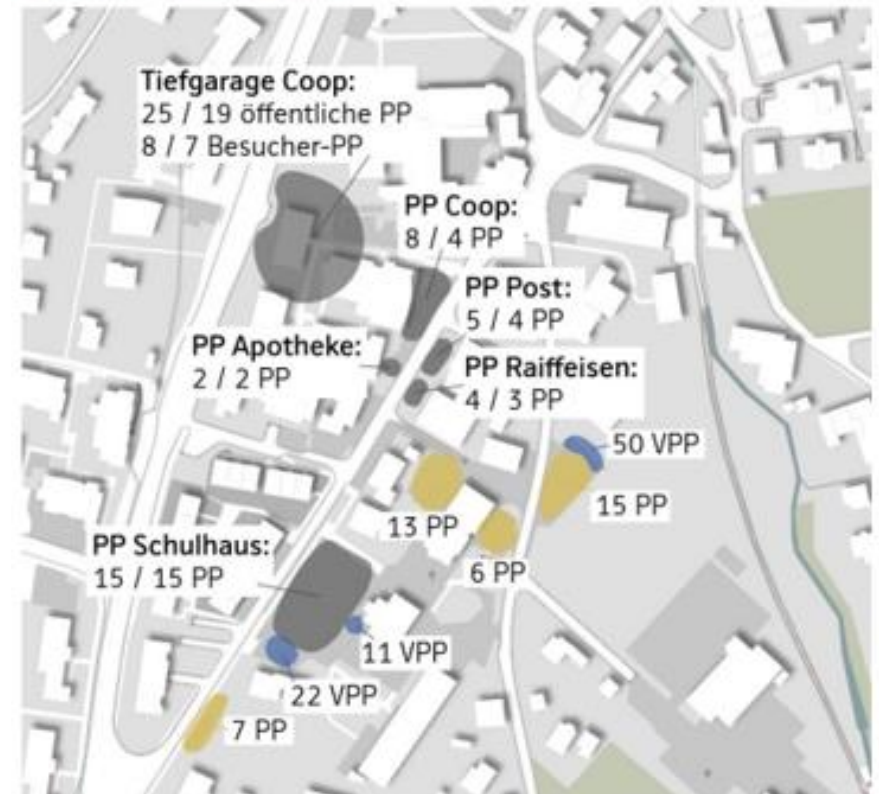 Tiefgarage Coop:
25 / 19 öffentliche PP
8 / 7 Besucher-PP
PP Coop:
8 / 4 PP
PP Post:
5 / 4 PP
PP Apotheke:
2 / 2 PP
PP Raiffeisen:
4 / 3 PP
50 VPP
15 PP
13 PP
6 PP
PP Schulhaus:
15 / 15 PP
11 VPP
22 VPP
7 PP